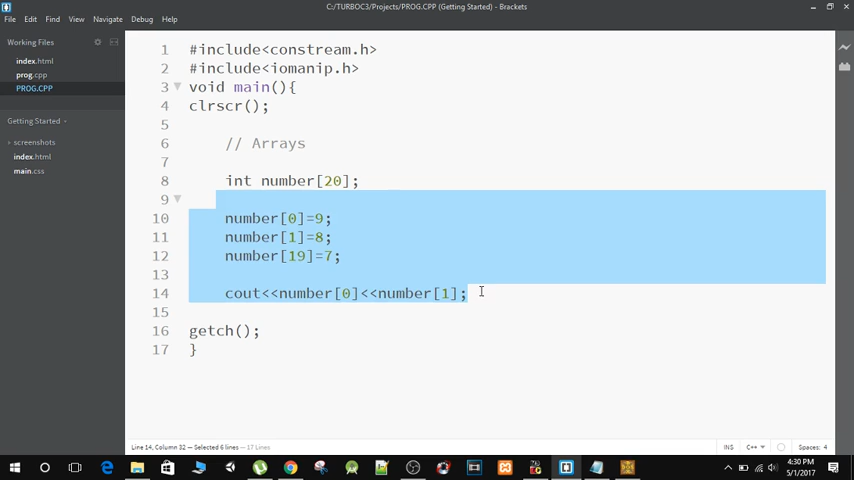 C:/TURBOC3/Projects/PROG.CPP (Getting Started) - Brackets
File Edit Find View Navigate Debug Help
Working Files
index.html
prog.cpp
PROG.CPP
Getting Started
screenshots
index.html
main.css
1 #include<constream.h>
2 #include<iomanip.h>
3 void main(){
4 clrscr();
5
6 // Arrays
7
8 int number[20];
9
10 number[0]=9;
11 number[1]=8;
12 number[19]=7;
13
14 cout<<number[0]<<number[1];
15
16 getch();
17 }
Line 14, Column 32 — Selected 6 lines — 17 Lines
INS C++ Spaces: 4
4:30 PM
5/1/2017